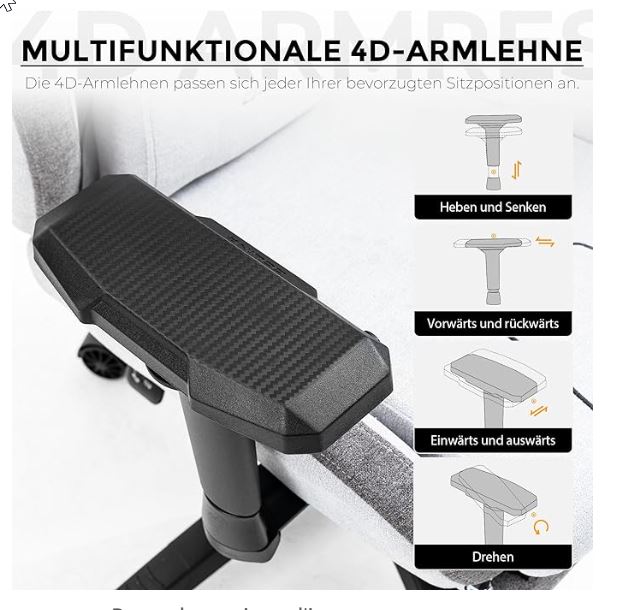 MULTIFUNKTIONALE 4D-ARMLEHNE
Die 4D-Armlehnen passen sich jeder Ihrer bevorzugten Sitzpositionen an.
Heben und Senken
Vorwärts und rückwärts
Einwärts und auswärts
Drehen